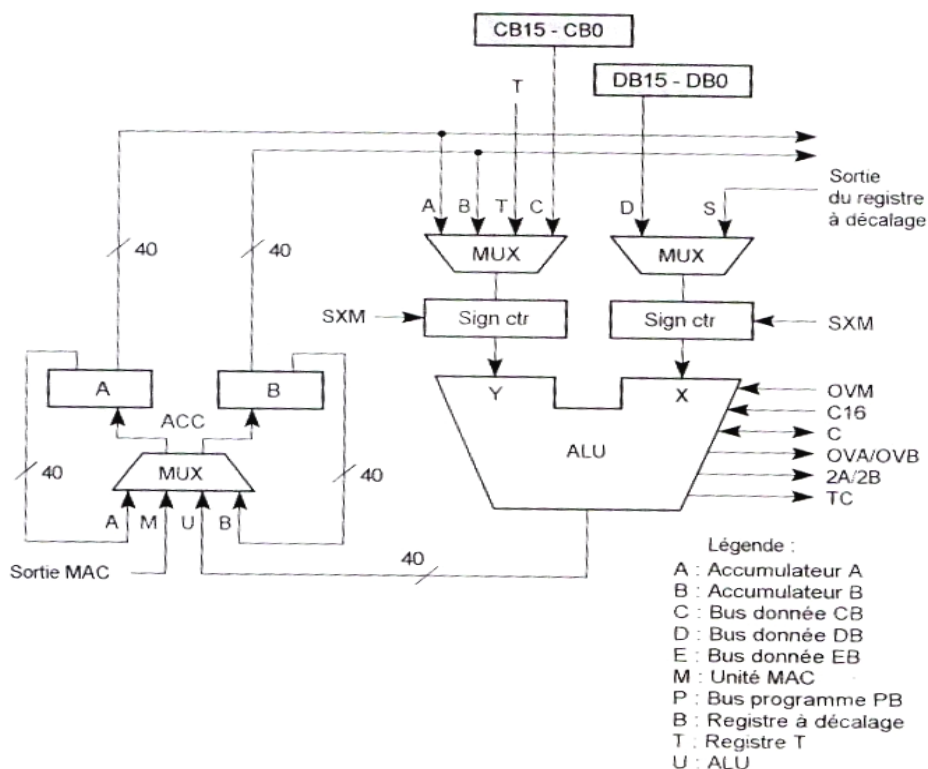 CB15 - CB0
DB15 - DB0
T
Sortie
du registre
à décalage
A B T C
D S
MUX
MUX
40
40
SXM
Sign ctr
Sign ctr
SXM
A
B
Y
X
OVM
C16
C
OVA/OVB
2A/2B
TC
ACC
ALU
40
MUX
40
A M U B
40
Sortie MAC
Légende :
A : Accumulateur A
B : Accumulateur B
C : Bus donnée CB
D : Bus donnée DB
E : Bus donnée EB
M : Unité MAC
P : Bus programme PB
B : Registre à décalage
T : Registre T
U : ALU